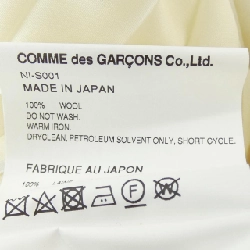 COMME des GARÇONS Co.,Ltd.
NI-S001
MADE IN JAPAN
100% WOOL
DO NOT WASH.
WARM IRON.
DRYCLEAN, PETROLEUM SOLVENT ONLY, SHORT CYCLE.
FABRIQUE AU JAPON
100%
F